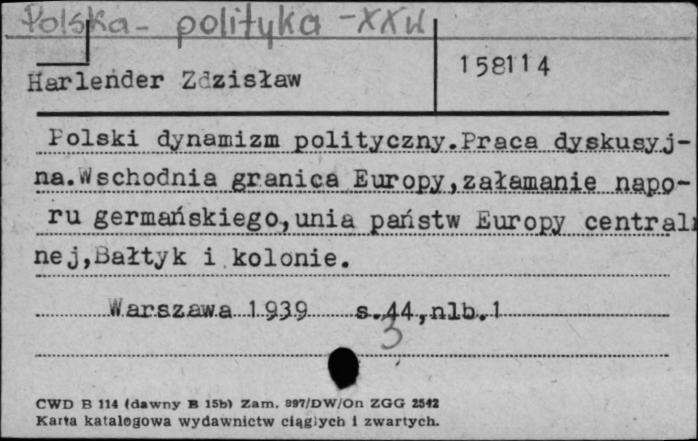 Polska - polityka - XX w
Harlender Zdzisław
158114
Polski dynamizm polityczny.Praca dyskusyj-
na.Wschodnia granica Europy,załamanie napo-
ru germańskiego,unia państw Europy central
nej,Bałtyk i kolonie.
Warszawa 1939 s.44,nlb.1
3
CWD B 114 (dawny B 15b) Zam. 997/DW/On ZGG 2542
Karta katalogowa wydawnictw ciągłych i zwartych.